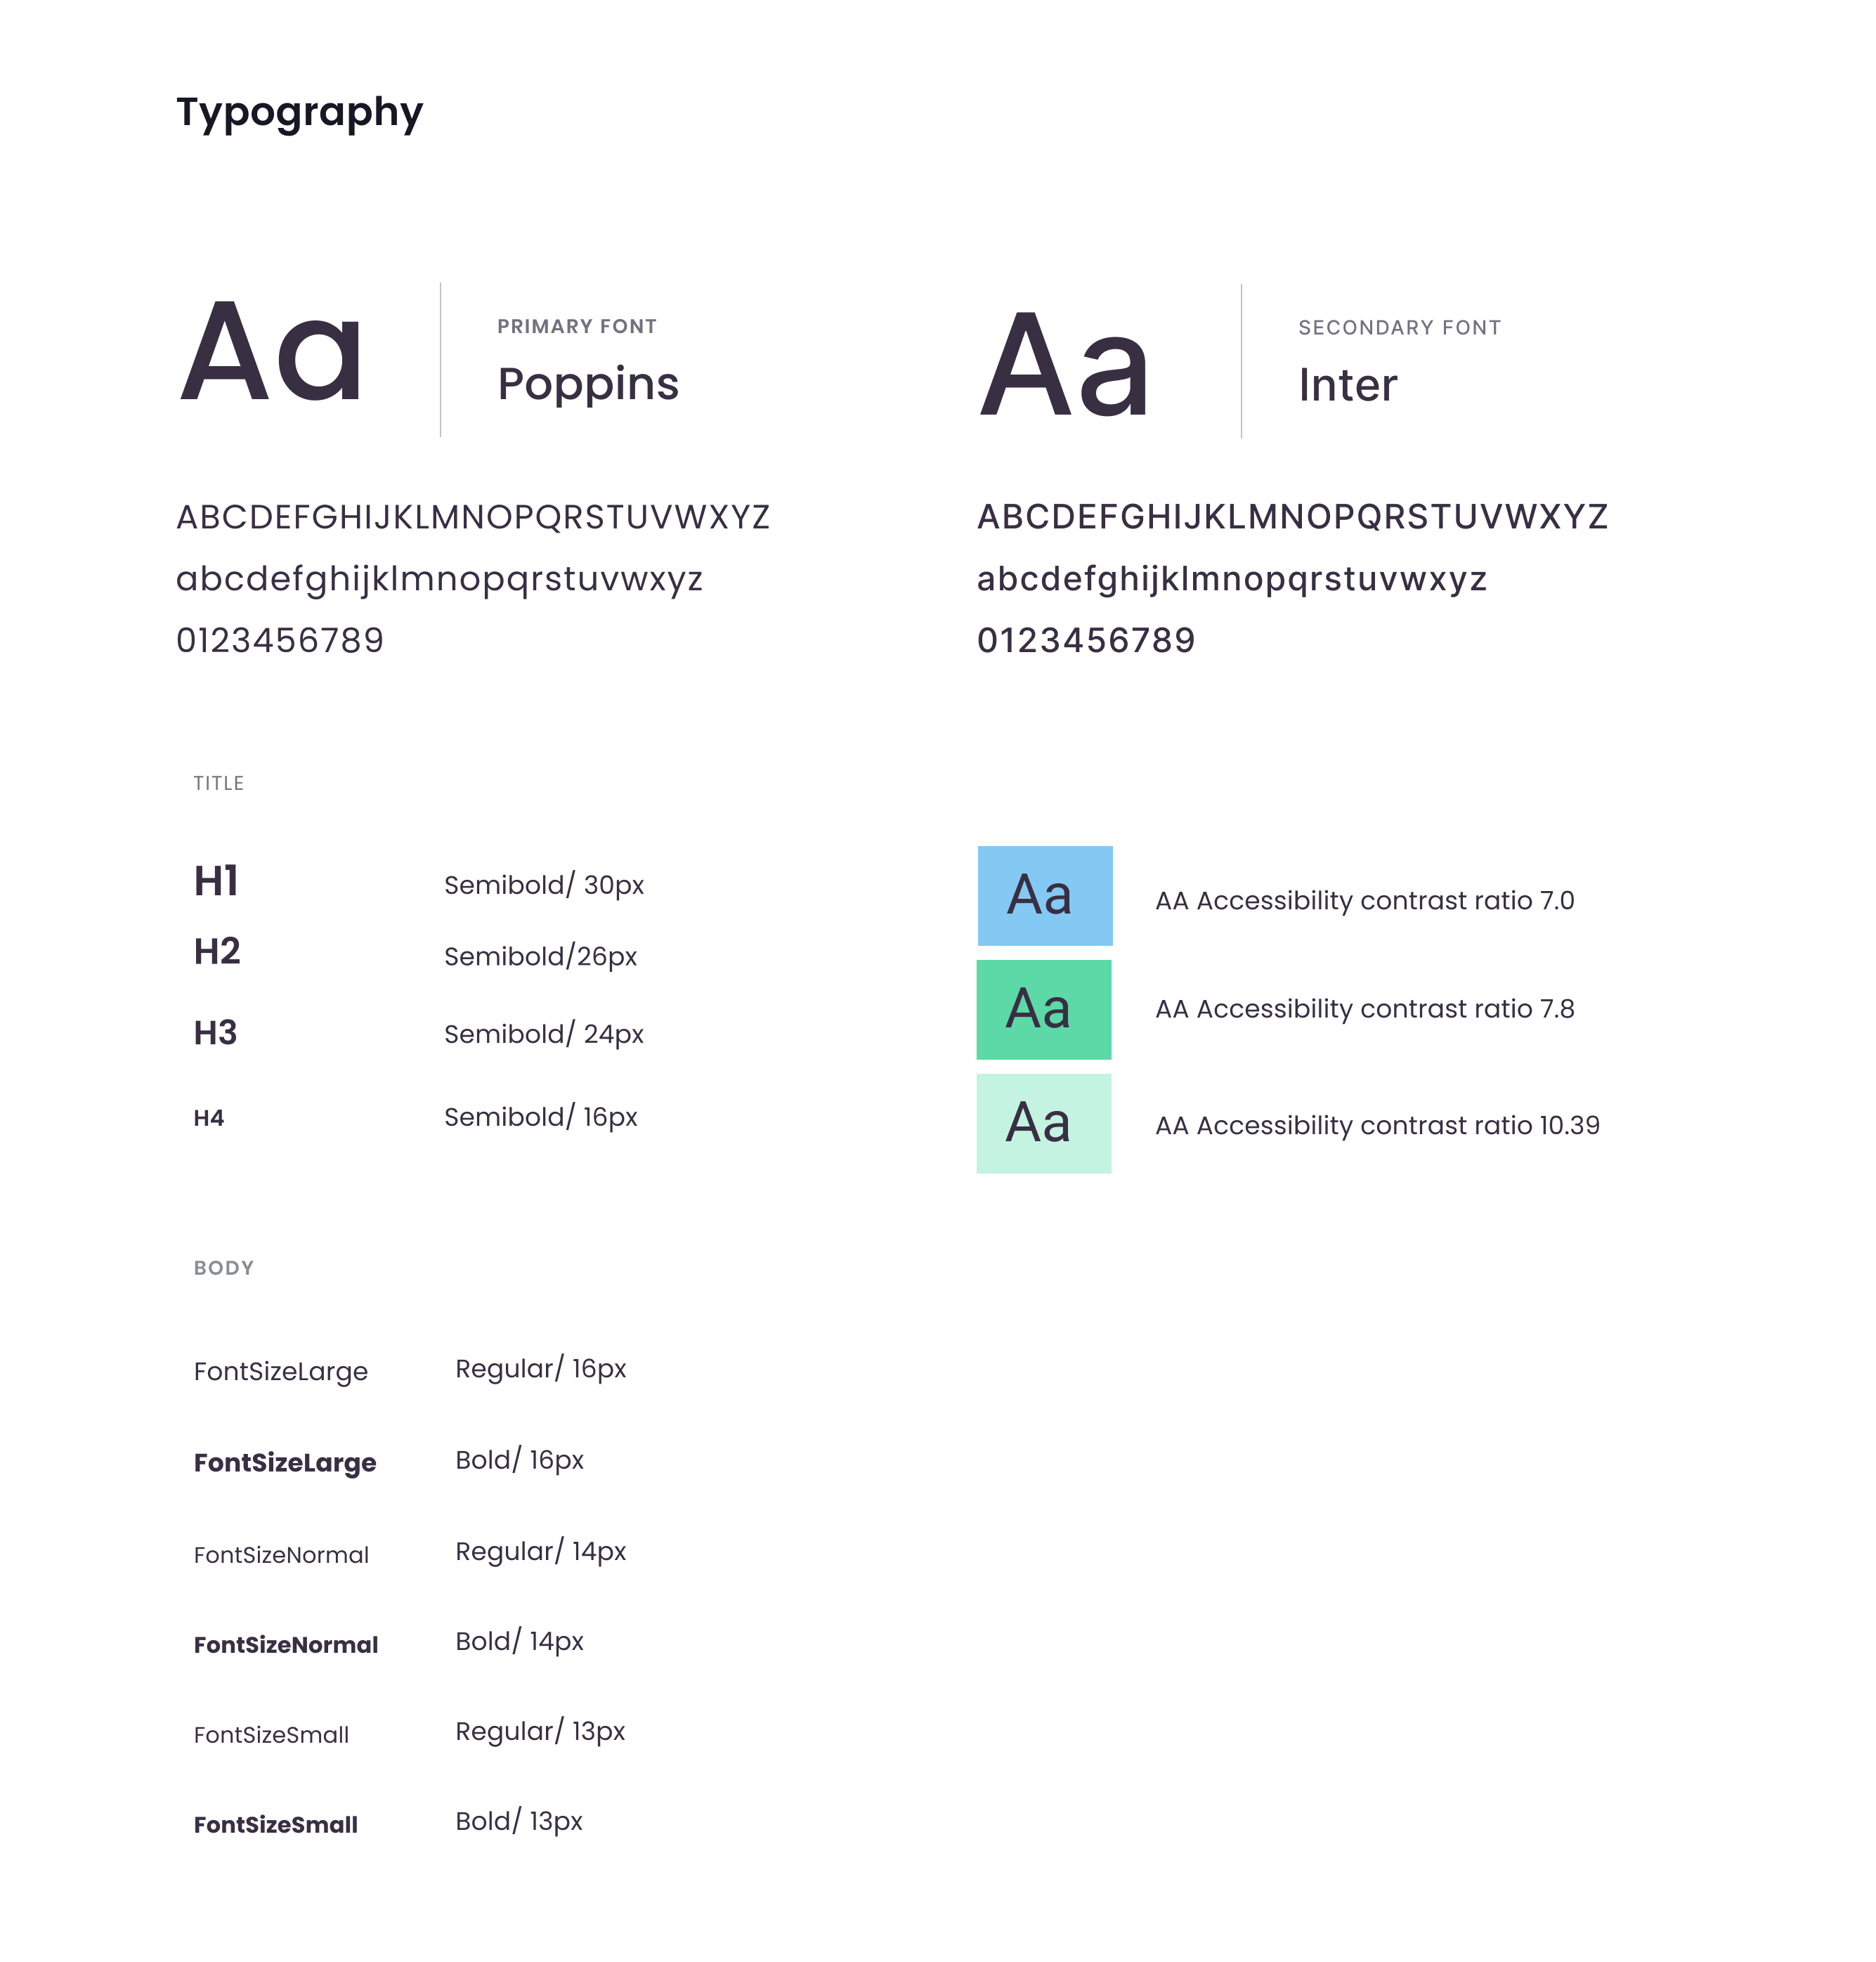 Typography
Aa
PRIMARY FONT
Poppins
ABCDEFGHIJKLMNOPQRSTUVWXYZ
abcdefghijklmnopqrstuvwxyz
0123456789
Aa
SECONDARY FONT
Inter
ABCDEFGHIJKLMNOPQRSTUVWXYZ
abcdefghijklmnopqrstuvwxyz
0123456789
TITLE
H1 Semibold/ 30px
H2 Semibold/26px
H3 Semibold/ 24px
H4 Semibold/ 16px
Aa AA Accessibility contrast ratio 7.0
Aa AA Accessibility contrast ratio 7.8
Aa AA Accessibility contrast ratio 10.39
BODY
FontSizeLarge Regular/ 16px
FontSizeLarge Bold/ 16px
FontSizeNormal Regular/ 14px
FontSizeNormal Bold/ 14px
FontSizeSmall Regular/ 13px
FontSizeSmall Bold/ 13px